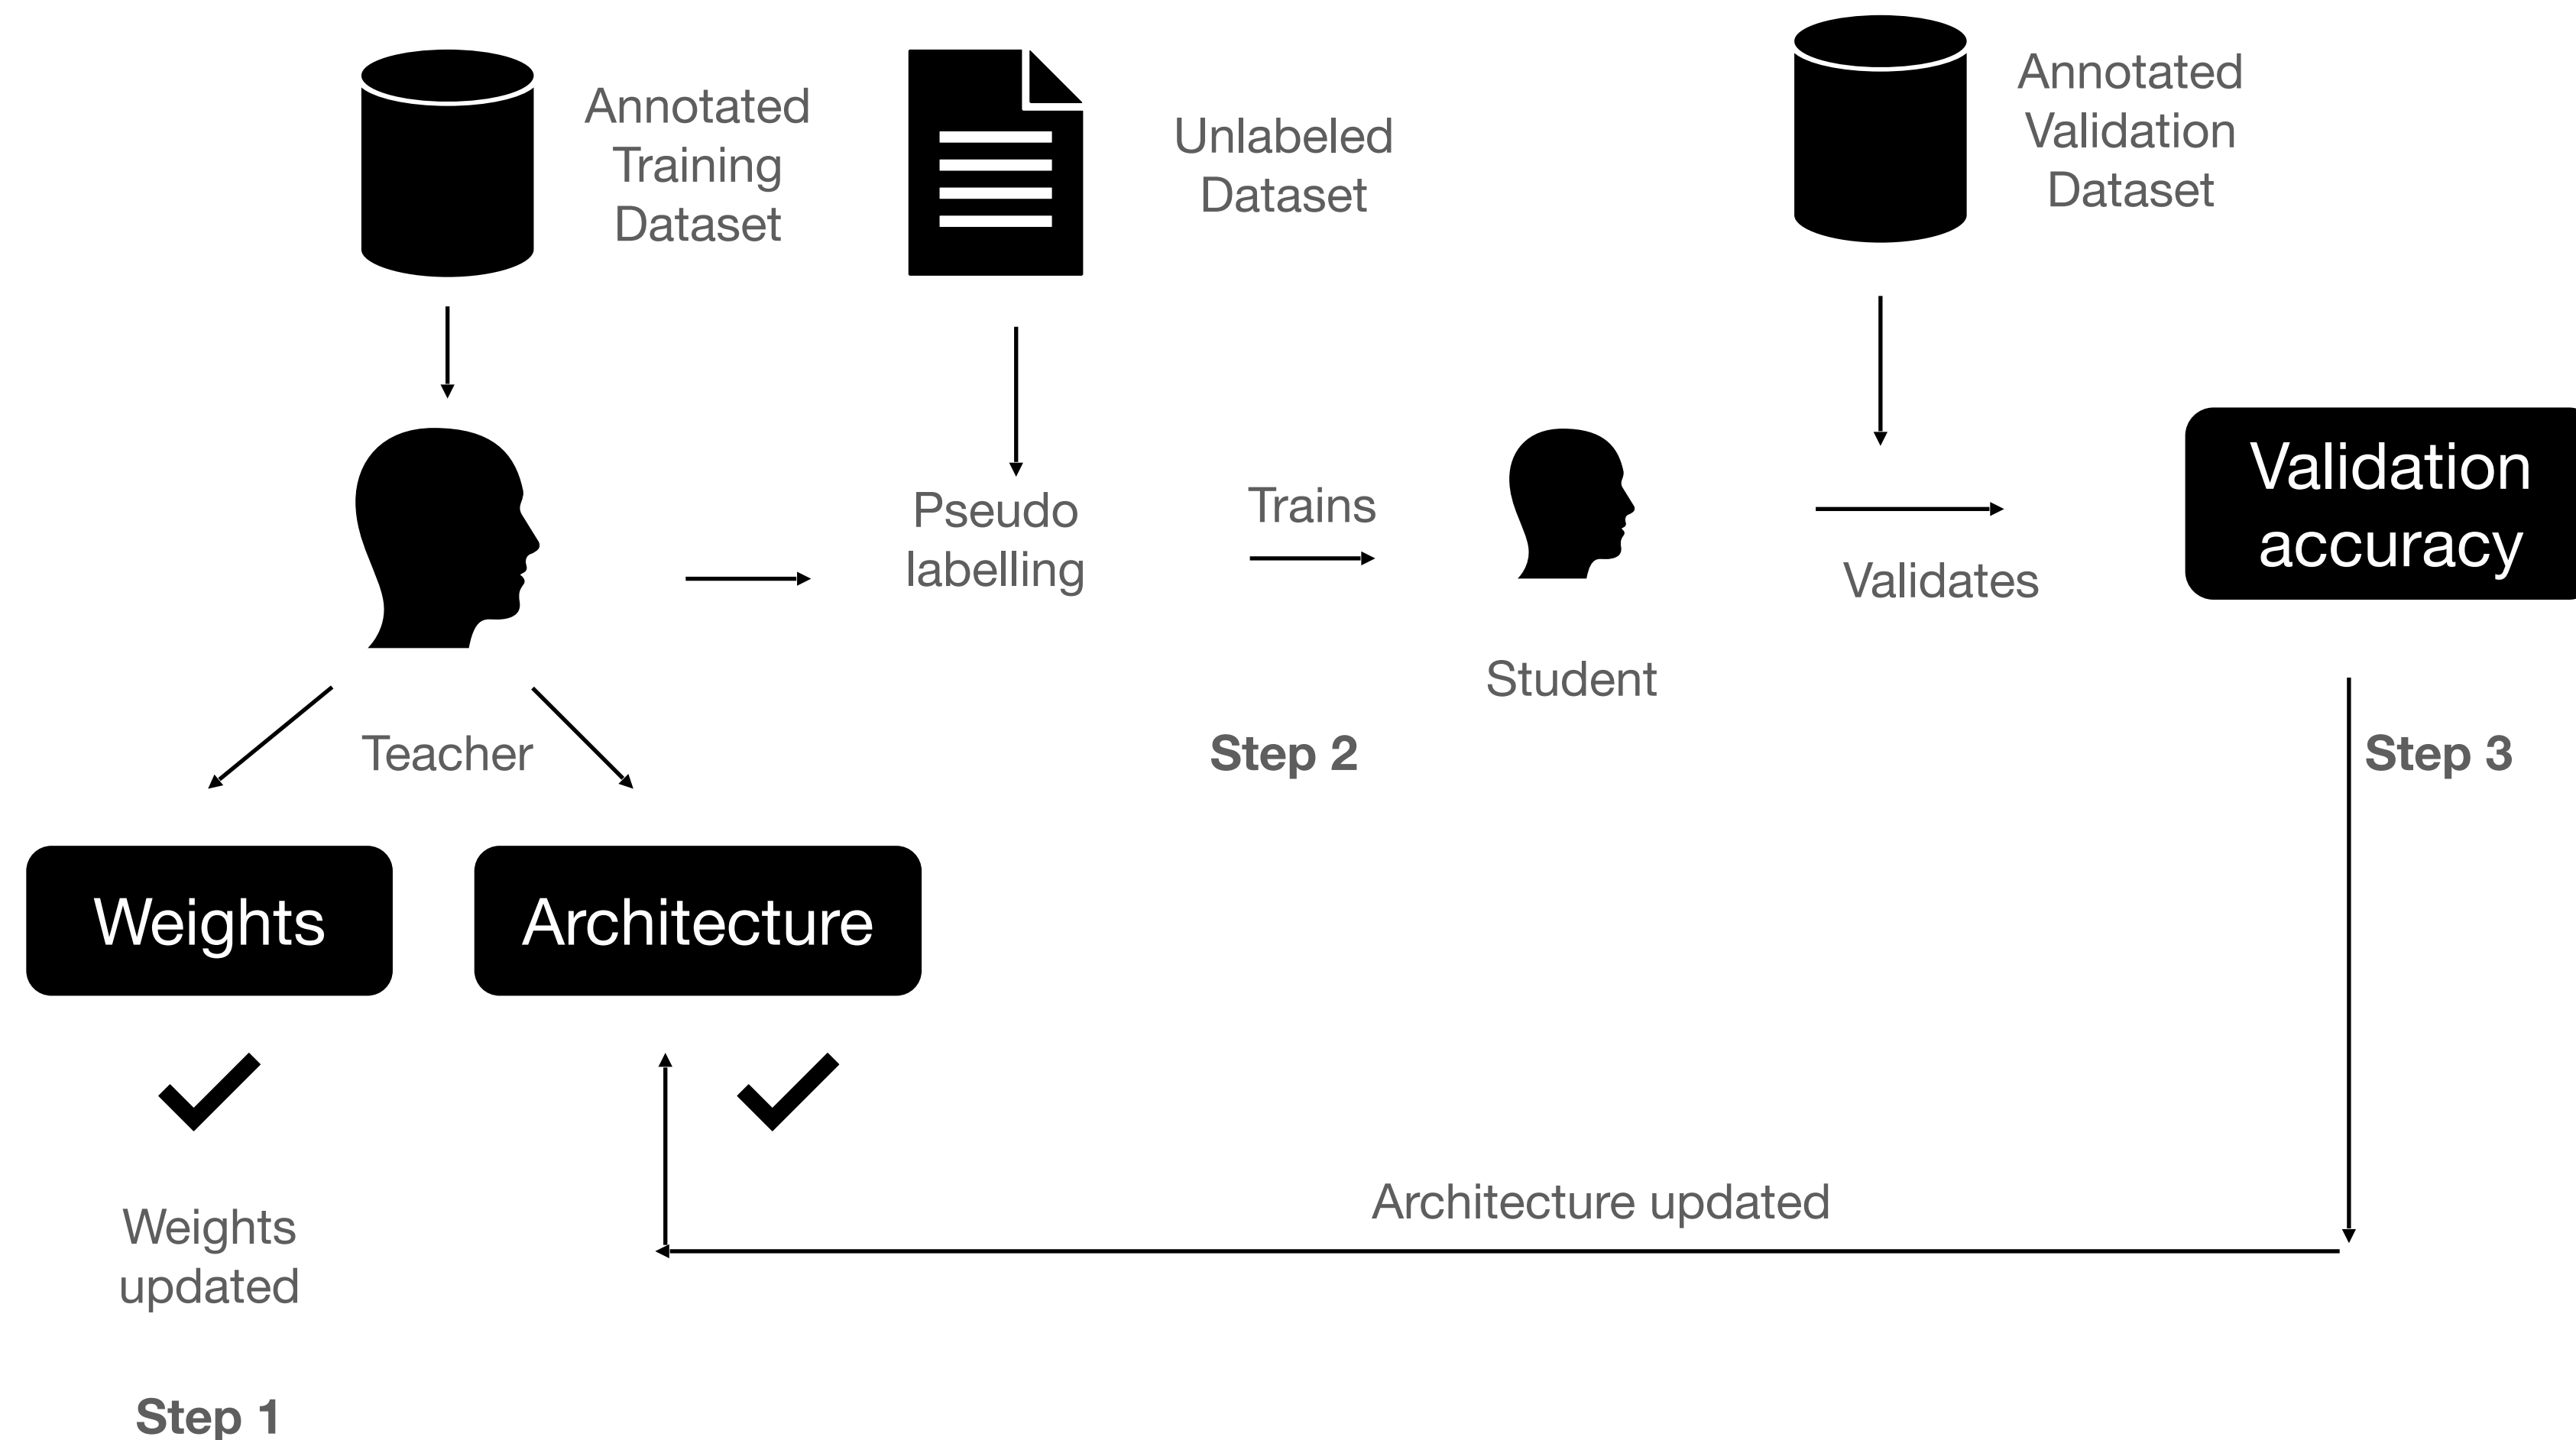 Annotated
Training
Dataset
Unlabeled
Dataset
Annotated
Validation
Dataset
Pseudo
labelling
Trains
Student
Validates
Validation
accuracy
Teacher
Step 2
Step 3
Weights
Architecture
Architecture updated
Weights
updated
Step 1